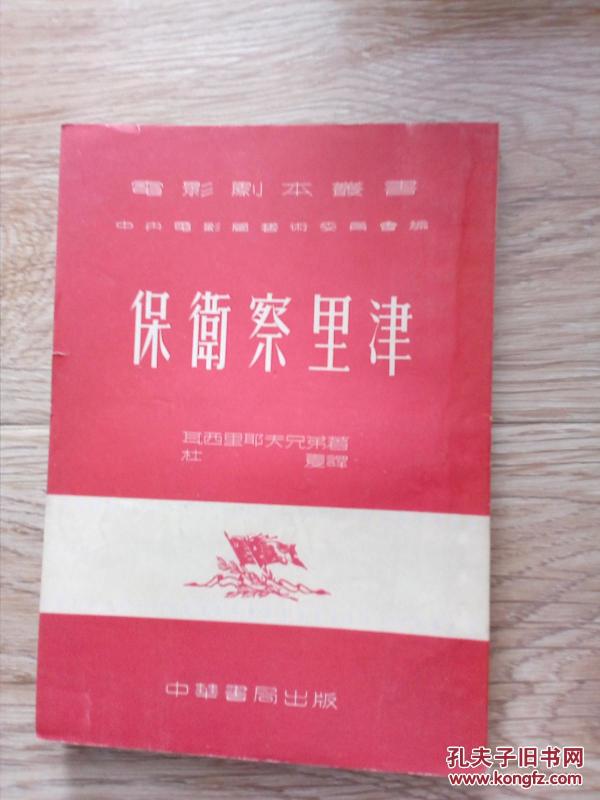 電影劇本叢書
中央電影局藝術委員會編
保衛察里津
瓦西里耶夫兄弟著
杜 夏譯
中華書局出版
孔夫子旧书网
www.kongfz.com